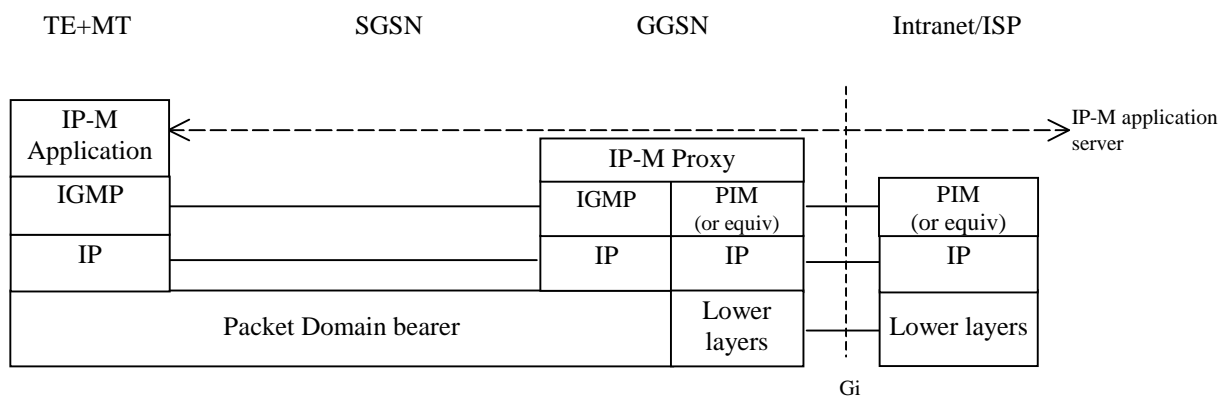 TE+MT SGSN GGSN Intranet/ISP
IP-M
Application
IP-M application
server
IP-M Proxy
IGMP IGMP PIM
(or equiv) PIM
(or equiv)
IP IP IP IP
Packet Domain bearer Lower
layers Lower layers
Gi